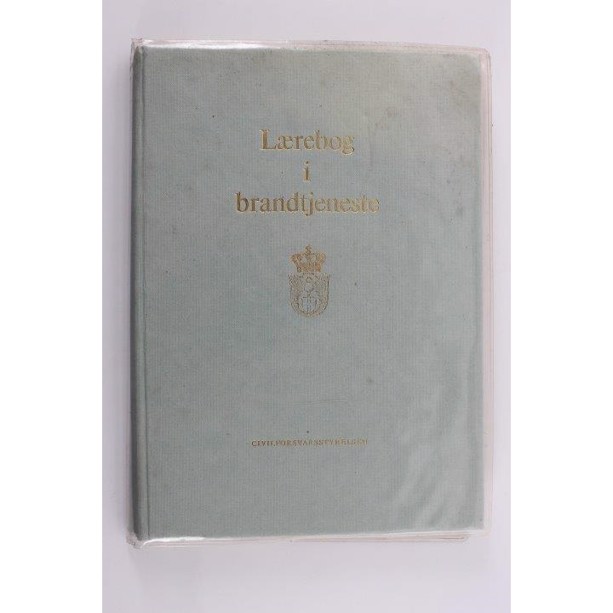 Lærebog
i
brandtjeneste
CIVILFORSVARSSTYRELSEN